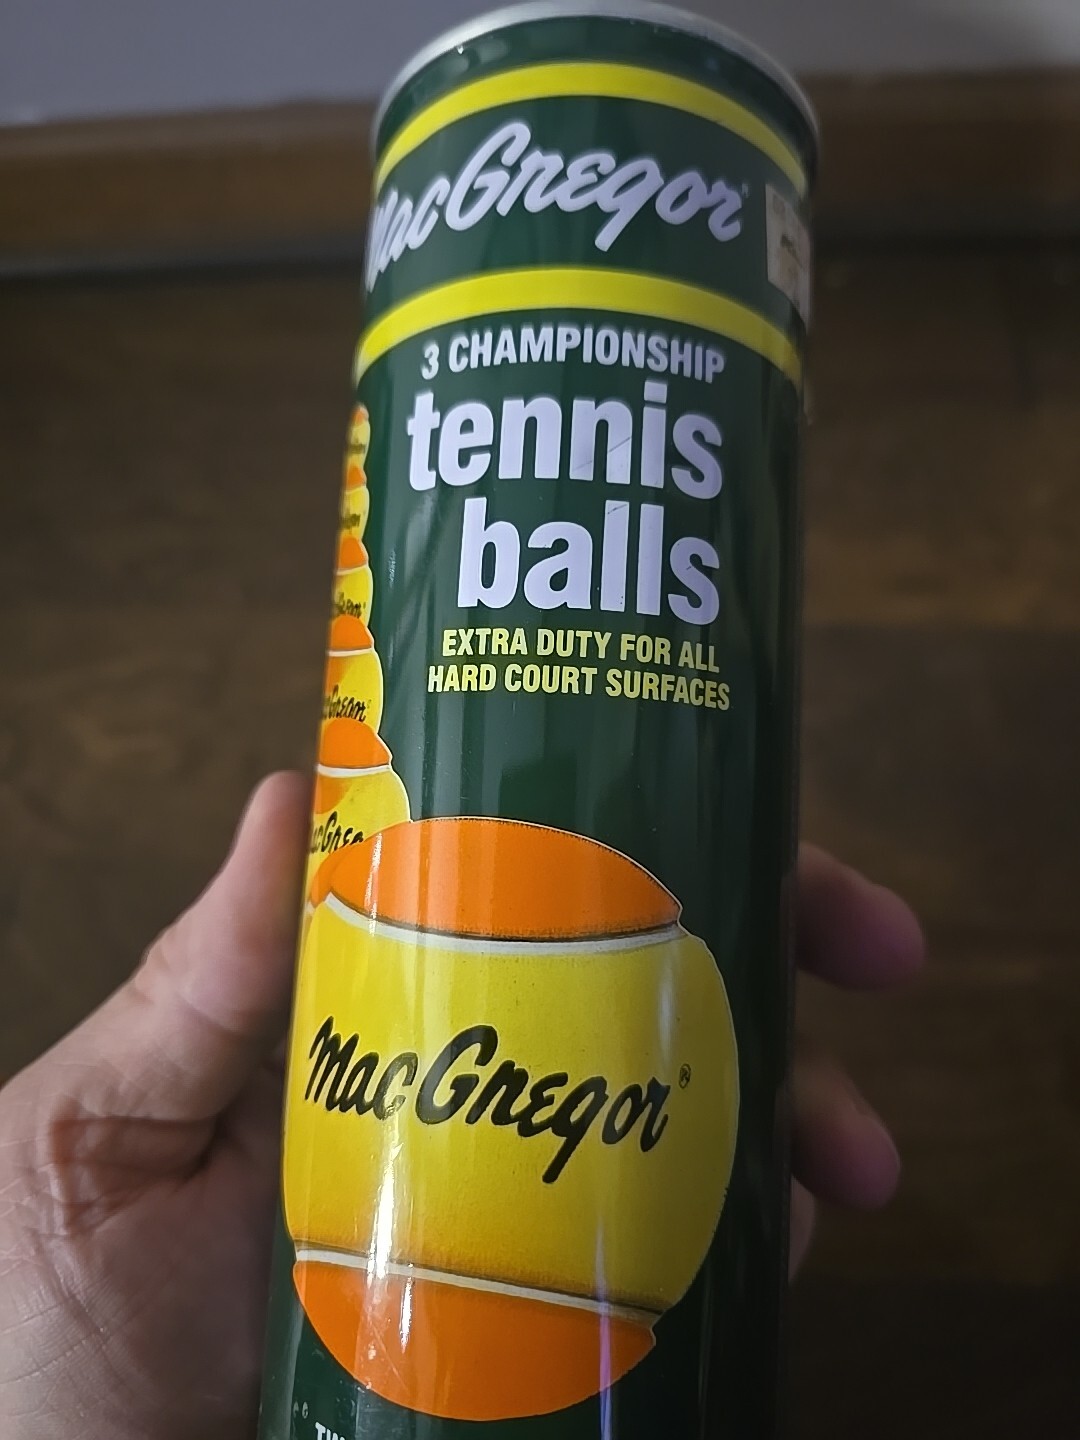 MacGregor
3 CHAMPIONSHIP
tennis
balls
EXTRA DUTY FOR ALL
HARD COURT SURFACES
MacGregor®